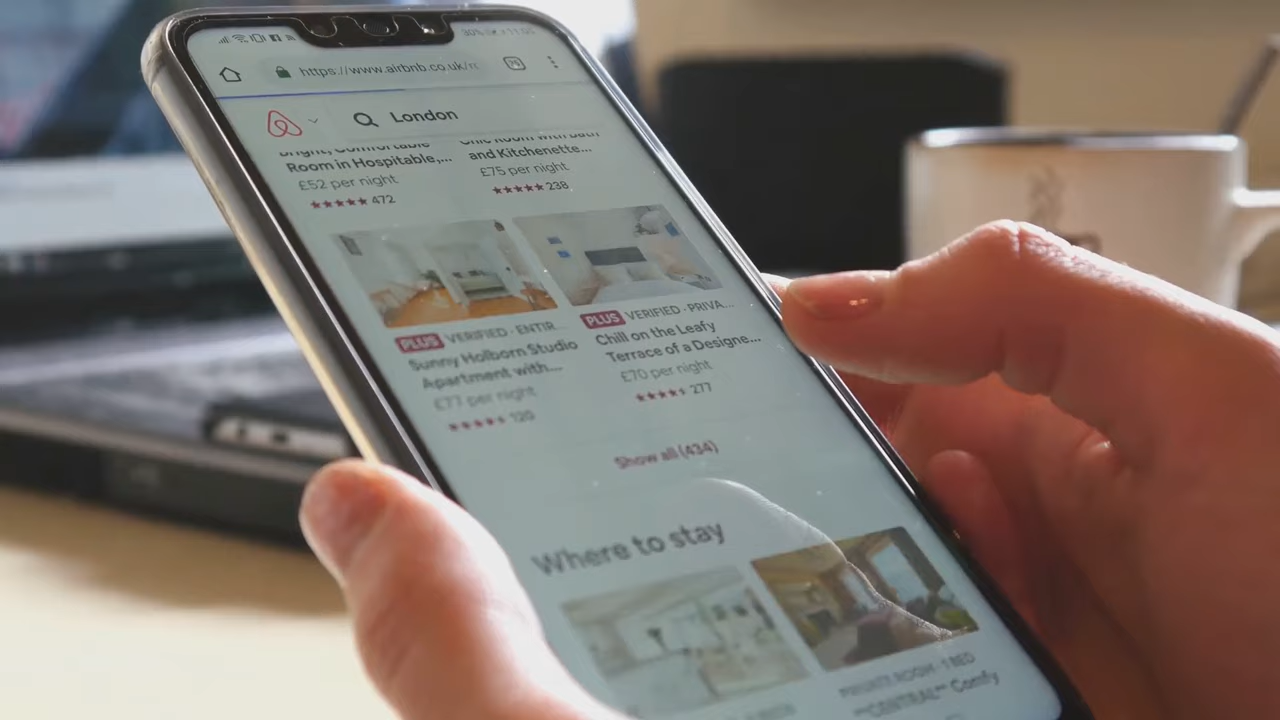 https://www.airbnb.co.uk/
London
Room in Hospitable,...
£52 per night
472
and Kitchenette...
£75 per night
238
PLUS VERIFIED · ENTIR...
Sunny Holborn Studio
Apartment with...
£77 per night
120
PLUS VERIFIED · PRIVA...
Chill on the Leafy
Terrace of a Designe...
£70 per night
277
Show all (434)
Where to stay
PRIVATE ROOM · 1 BED
"CENTRAL" Comfy